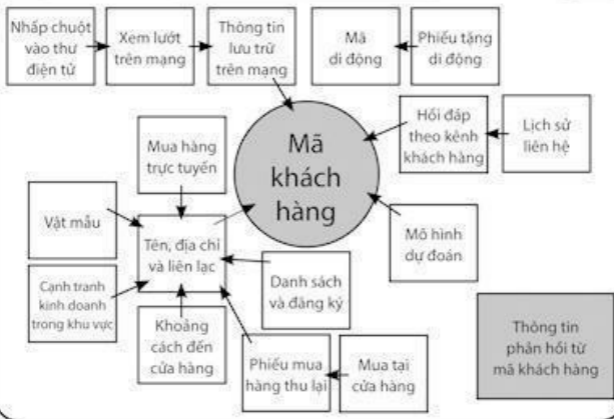 Nhấp chuột
vào thư
điện tử
Xem lướt
trên mạng
Thông tin
lưu trữ
trên mạng
Mã
di động
Phiếu tặng
di động
Mã
khách
hàng
Hồi đáp
theo kênh
khách hàng
Lịch sử
liên hệ
Mua hàng
trực tuyến
Vật mẫu
Tên, địa chỉ
và liên lạc
Mô hình
dự đoán
Cạnh tranh
kinh doanh
trong khu vực
Danh sách
và đăng ký
Khoảng
cách đến
cửa hàng
Phiếu mua
hàng thu lại
Mua tại
cửa hàng
Thông tin
phản hồi từ
mã khách hàng